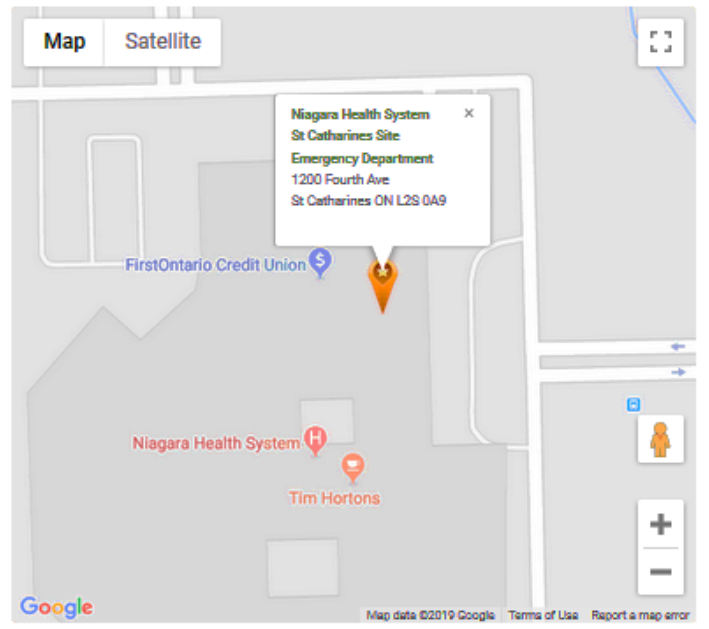 Map Satellite
Niagara Health System
St Catharines Site
Emergency Department
1200 Fourth Ave
St Catharines ON L2S 0A9
FirstOntario Credit Union
Niagara Health System
H
Tim Hortons
Google
Map data ©2019 Google Terms of Use Report a map error